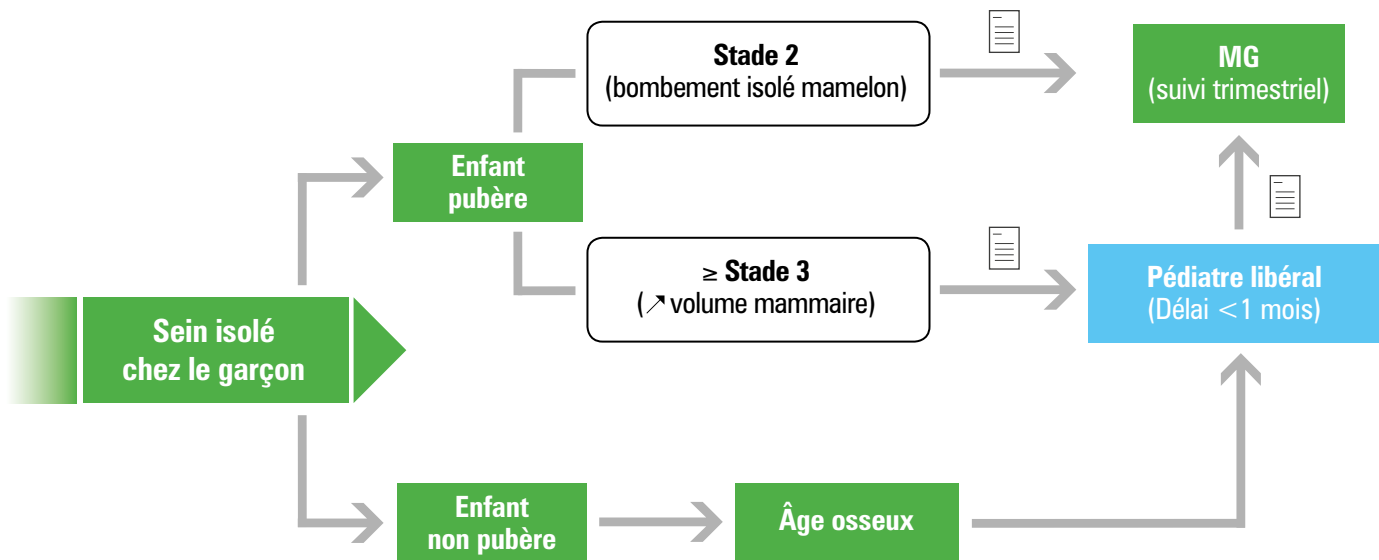 Stade 2
(bombement isolé mamelon)
MG
(suivi trimestriel)
Enfant
pubère
≥ Stade 3
(↗ volume mammaire)
Pédiatre libéral
(Délai <1 mois)
Sein isolé
chez le garçon
Enfant
non pubère
Âge osseux